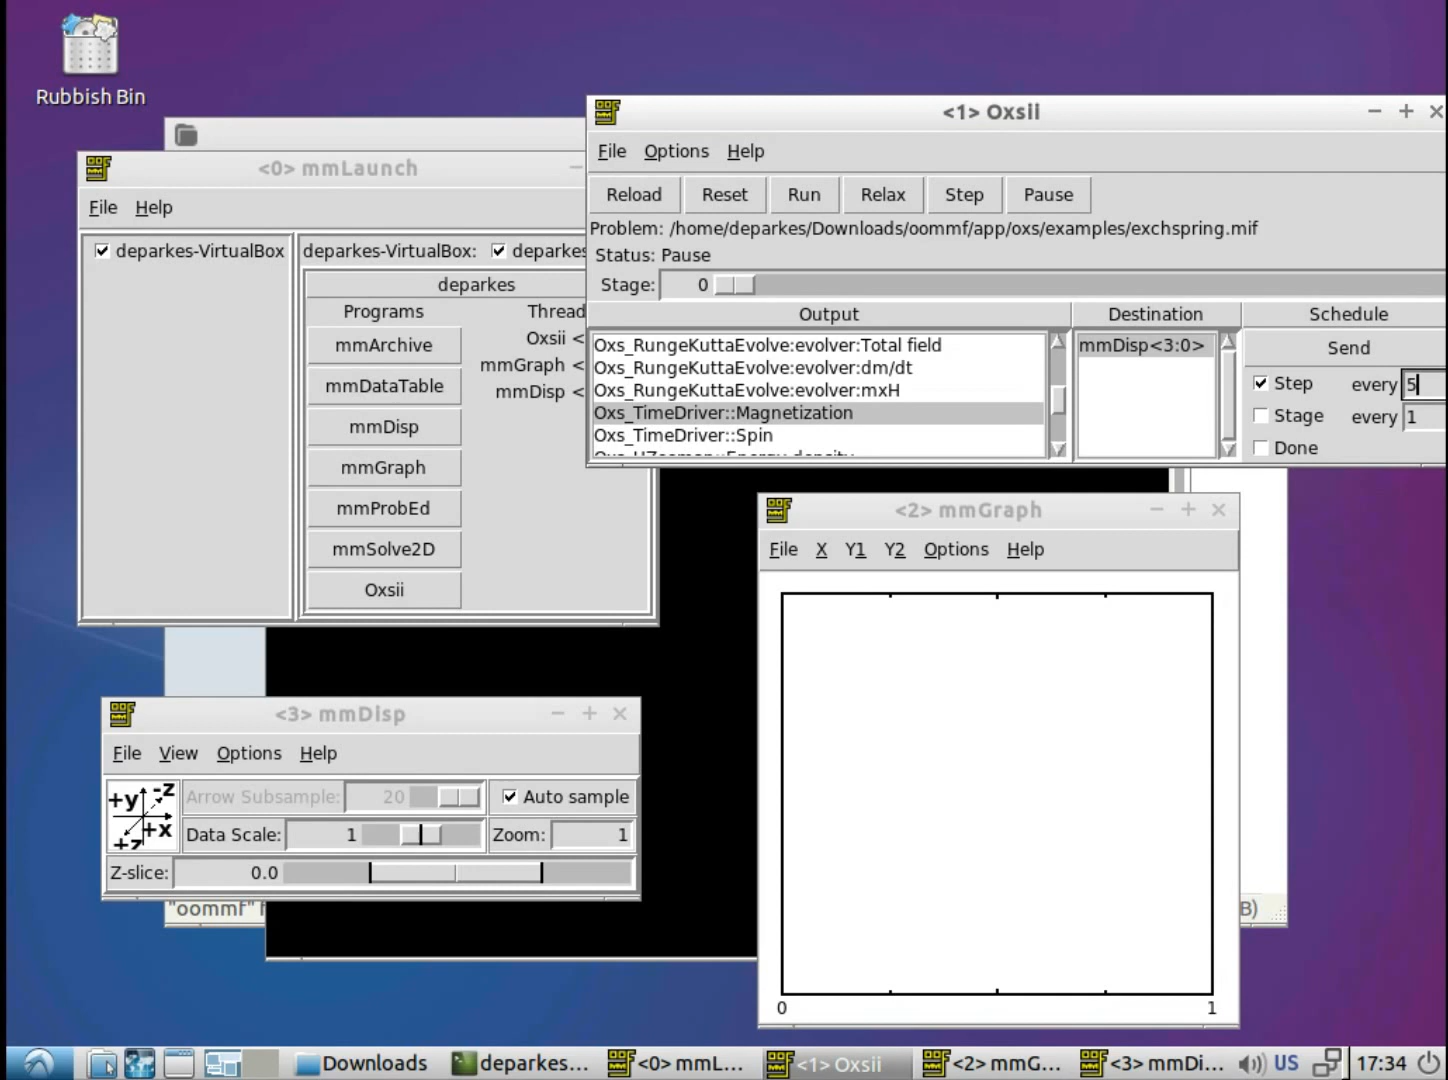 Rubbish Bin
<1> Oxsii
File Options Help
Reload Reset Run Relax Step Pause
Problem: /home/deparkes/Downloads/oommf/app/oxs/examples/exchspring.mif
Status: Pause
Stage: 0
Output Destination Schedule
Oxs_RungeKuttaEvolve:evolver:Total field
Oxs_RungeKuttaEvolve:evolver:dm/dt
Oxs_RungeKuttaEvolve:evolver:mxH
Oxs_TimeDriver::Magnetization
Oxs_TimeDriver::Spin
mmDisp<3:0>
Send
Step every 5
Stage every 1
Done
<0> mmLaunch
File Help
deparkes-VirtualBox
deparkes-VirtualBox: deparkes
deparkes
Programs Thread
mmArchive
mmDataTable
mmDisp
mmGraph
mmProbEd
mmSolve2D
Oxsii
Oxsii <
mmGraph <
mmDisp <
<2> mmGraph
File X Y1 Y2 Options Help
0 1
<3> mmDisp
File View Options Help
+y -z
+x
+z
Arrow Subsample: 20 Auto sample
Data Scale: 1 Zoom: 1
Z-slice: 0.0
"oommf" B)
Downloads deparkes... <0> mmL... <1> Oxsii <2> mmG... <3> mmDi... US 17:34